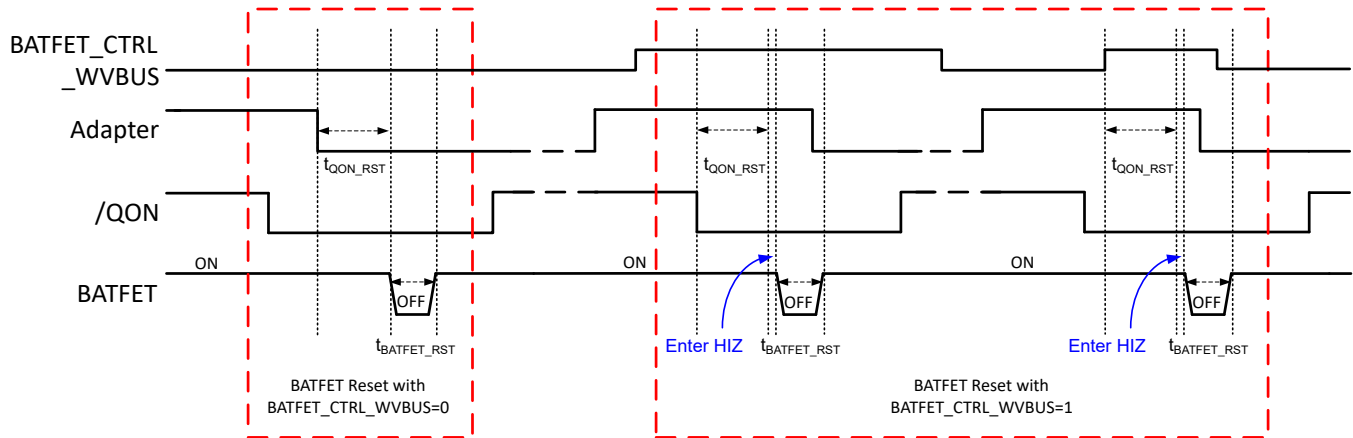 BATFET_CTRL
_WVBUS
Adapter
tQON_RST tQON_RST tQON_RST
/QON
ON ON ON
BATFET
OFF OFF OFF
Enter HIZ Enter HIZ
tBATFET_RST tBATFET_RST tBATFET_RST
BATFET Reset with
BATFET_CTRL_WVBUS=0
BATFET Reset with
BATFET_CTRL_WVBUS=1